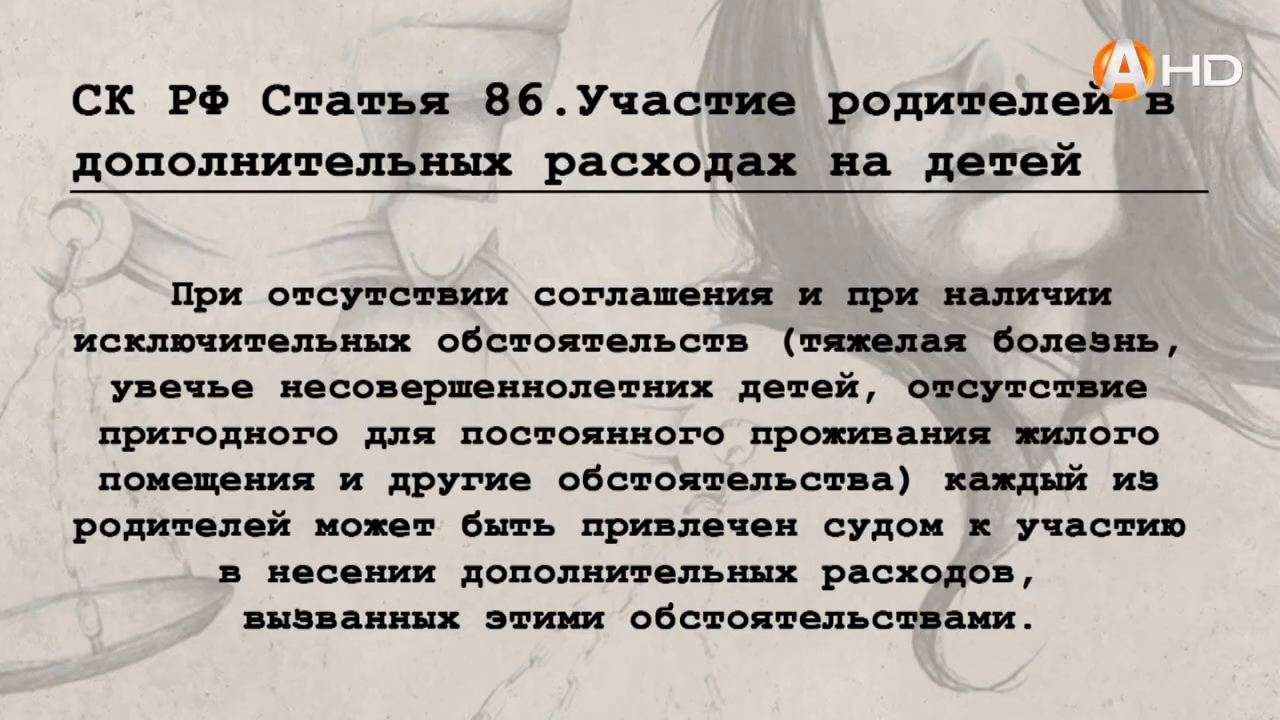 A HD
СК РФ Статья 86.Участие родителей в
дополнительных расходах на детей
При отсутствии соглашения и при наличии
исключительных обстоятельств (тяжелая болезнь,
увечье несовершеннолетних детей, отсутствие
пригодного для постоянного проживания жилого
помещения и другие обстоятельства) каждый из
родителей может быть привлечен судом к участию
в несении дополнительных расходов,
вызванных этими обстоятельствами.